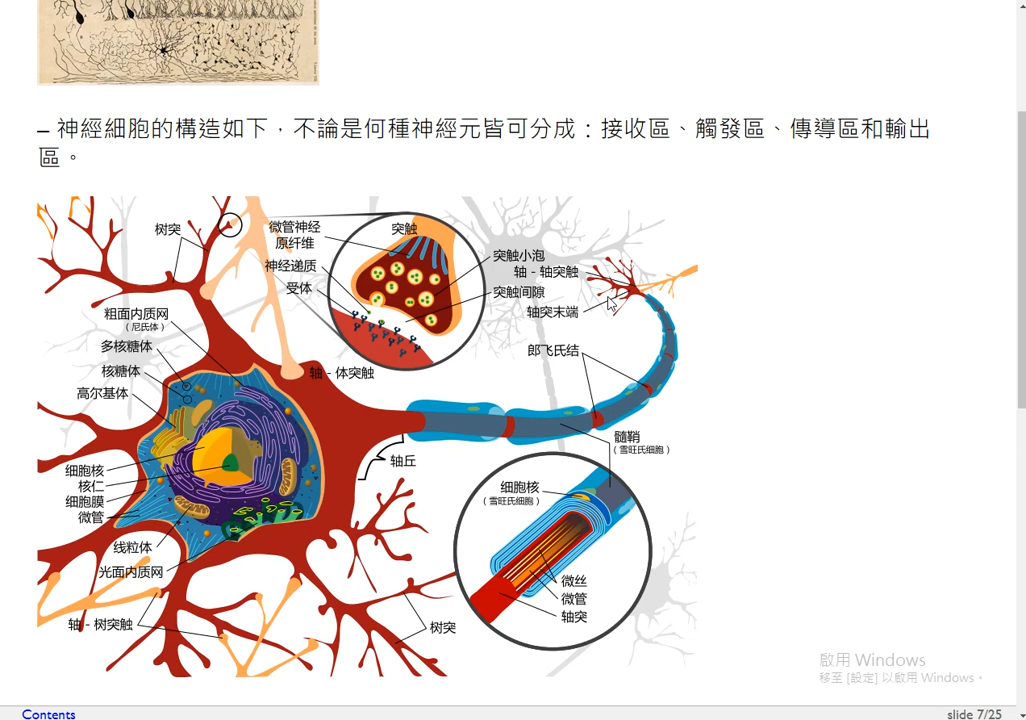 – 神經細胞的構造如下，不論是何種神經元皆可分成：接收區、觸發區、傳導區和輸出
區。
树突
微管神经
原纤维
突触
神经递质
受体
突触小泡
轴 - 轴突触
突触间隙
轴突末端
粗面内质网
（尼氏体）
多核糖体
核糖体
高尔基体
郎飞氏结
轴 - 体突触
髓鞘
（雪旺氏细胞）
轴丘
细胞核
核仁
细胞膜
微管
细胞核
（雪旺氏细胞）
线粒体
光面内质网
微丝
微管
轴突
轴 - 树突触
树突
啟用 Windows
移至 [設定] 以啟用 Windows。
Contents
slide 7/25